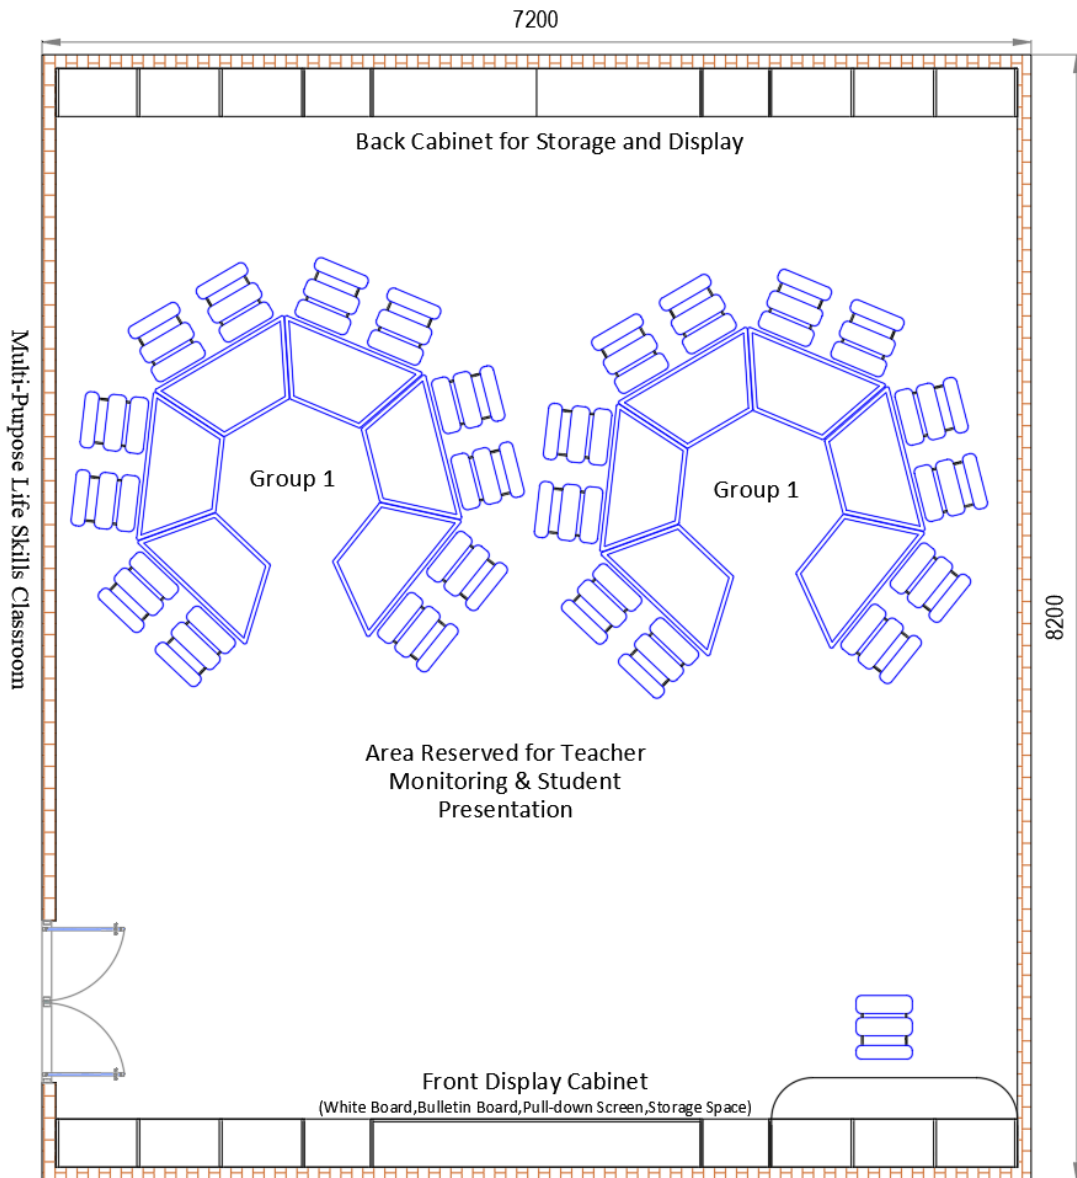 7200
Back Cabinet for Storage and Display
Multi-Purpose Life Skills Classroom
Group 1
Group 1
8200
Area Reserved for Teacher
Monitoring & Student
Presentation
Front Display Cabinet
(White Board,Bulletin Board,Pull-down Screen,Storage Space)